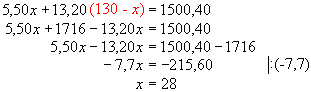 5,50x + 13,20 (130 - x) = 1500,40
5,50x + 1716 − 13,20x = 1500,40
5,50x − 13,20x = 1500,40 − 1716
− 7,7x = −215,60 |:(-7,7)
x = 28